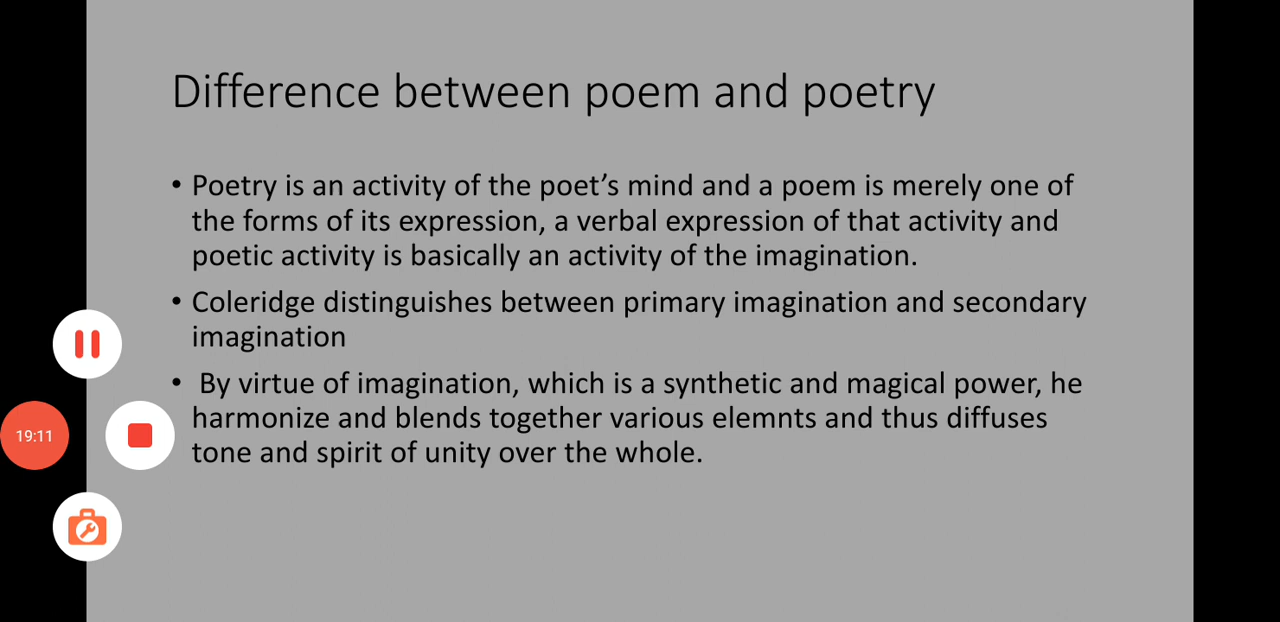 Difference between poem and poetry
• Poetry is an activity of the poet’s mind and a poem is merely one of
the forms of its expression, a verbal expression of that activity and
poetic activity is basically an activity of the imagination.
• Coleridge distinguishes between primary imagination and secondary
imagination
• By virtue of imagination, which is a synthetic and magical power, he
harmonize and blends together various elemnts and thus diffuses
tone and spirit of unity over the whole.
19:11